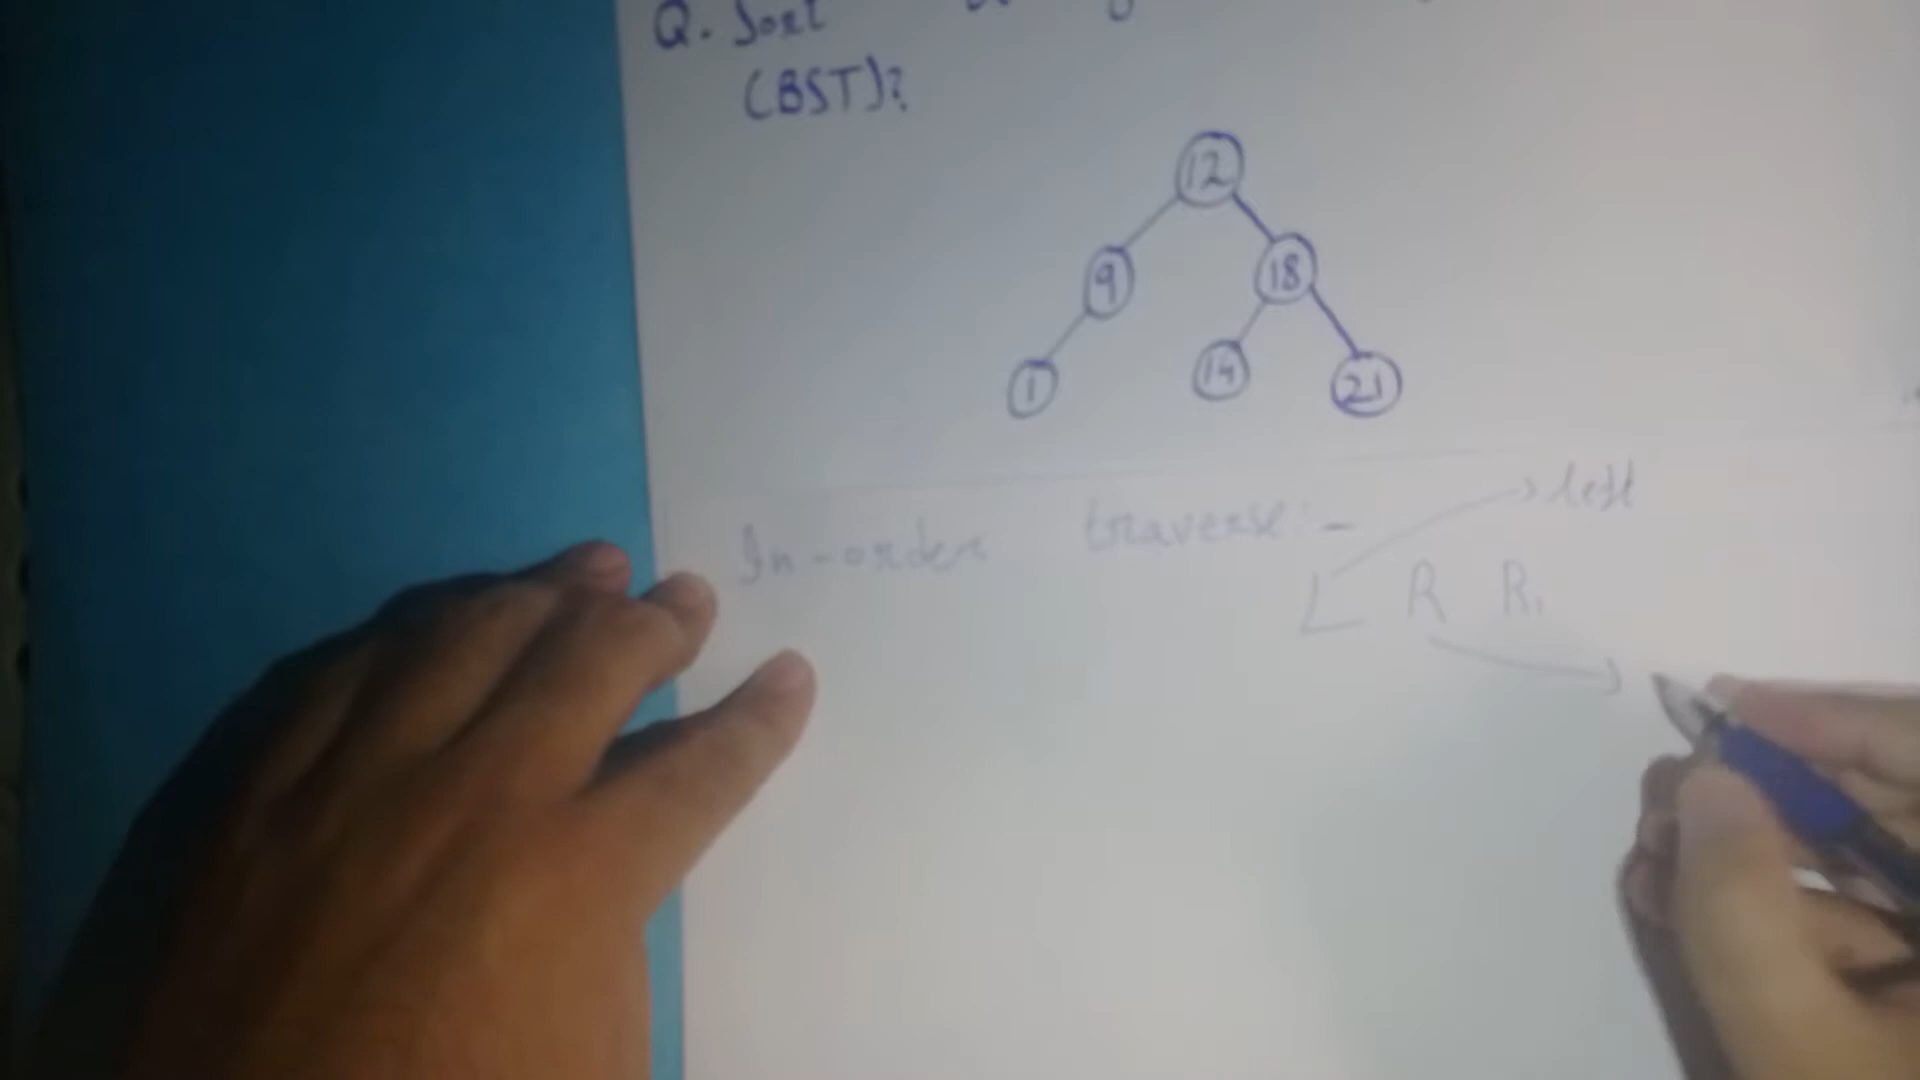 Q. Sort
(BST)?
12
9 18
1 14 21
In-order traverse:- left
L R R.